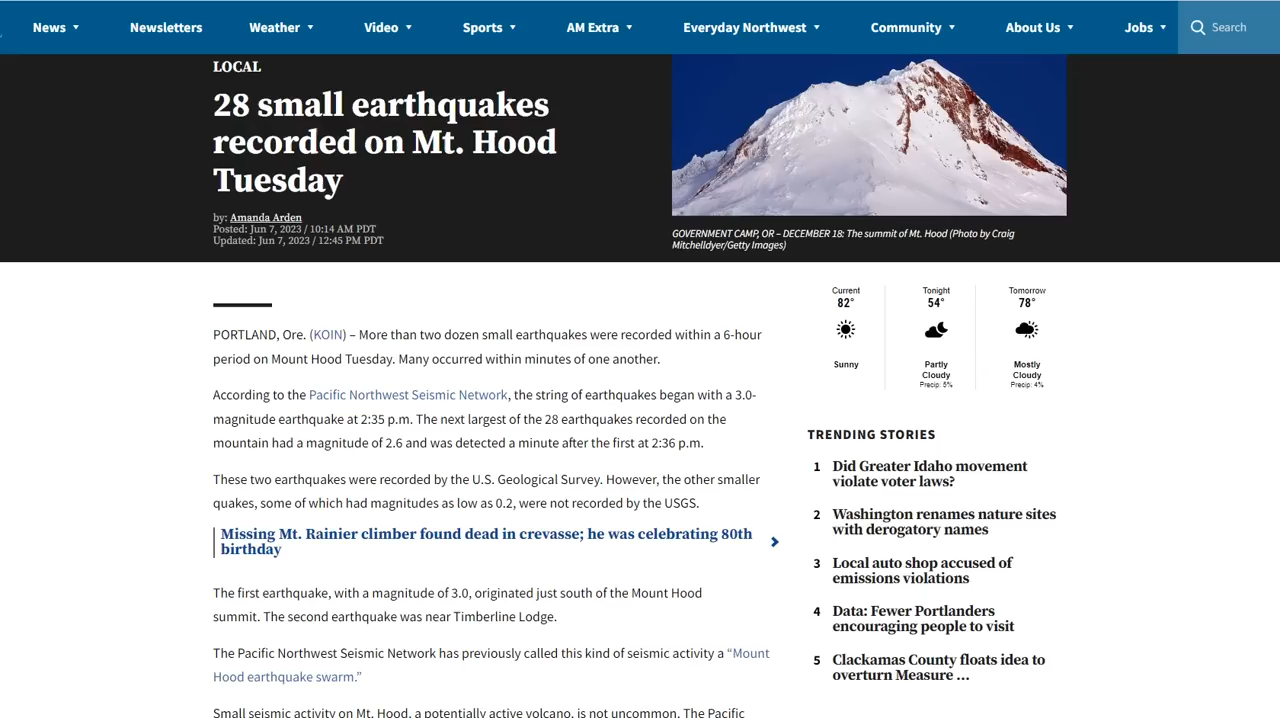 News
Newsletters
Weather
Video
Sports
AM Extra
Everyday Northwest
Community
About Us
Jobs
Search
LOCAL
28 small earthquakes
recorded on Mt. Hood
Tuesday
by: Amanda Arden
Posted: Jun 7, 2023 / 10:14 AM PDT
Updated: Jun 7, 2023 / 12:45 PM PDT
GOVERNMENT CAMP, OR – DECEMBER 18: The summit of Mt. Hood (Photo by Craig
Mitchelldyer/Getty Images)
PORTLAND, Ore. (KOIN) – More than two dozen small earthquakes were recorded within a 6-hour
period on Mount Hood Tuesday. Many occurred within minutes of one another.
According to the Pacific Northwest Seismic Network, the string of earthquakes began with a 3.0-
magnitude earthquake at 2:35 p.m. The next largest of the 28 earthquakes recorded on the
mountain had a magnitude of 2.6 and was detected a minute after the first at 2:36 p.m.
These two earthquakes were recorded by the U.S. Geological Survey. However, the other smaller
quakes, some of which had magnitudes as low as 0.2, were not recorded by the USGS.
Missing Mt. Rainier climber found dead in crevasse; he was celebrating 80th
birthday
The first earthquake, with a magnitude of 3.0, originated just south of the Mount Hood
summit. The second earthquake was near Timberline Lodge.
The Pacific Northwest Seismic Network has previously called this kind of seismic activity a “Mount
Hood earthquake swarm.”
Small seismic activity on Mt. Hood, a potentially active volcano, is not uncommon. The Pacific
Current
82°
Sunny
Tonight
54°
Partly
Cloudy
Precip: 5%
Tomorrow
78°
Mostly
Cloudy
Precip: 4%
TRENDING STORIES
1 Did Greater Idaho movement
violate voter laws?
2 Washington renames nature sites
with derogatory names
3 Local auto shop accused of
emissions violations
4 Data: Fewer Portlanders
encouraging people to visit
5 Clackamas County floats idea to
overturn Measure ...